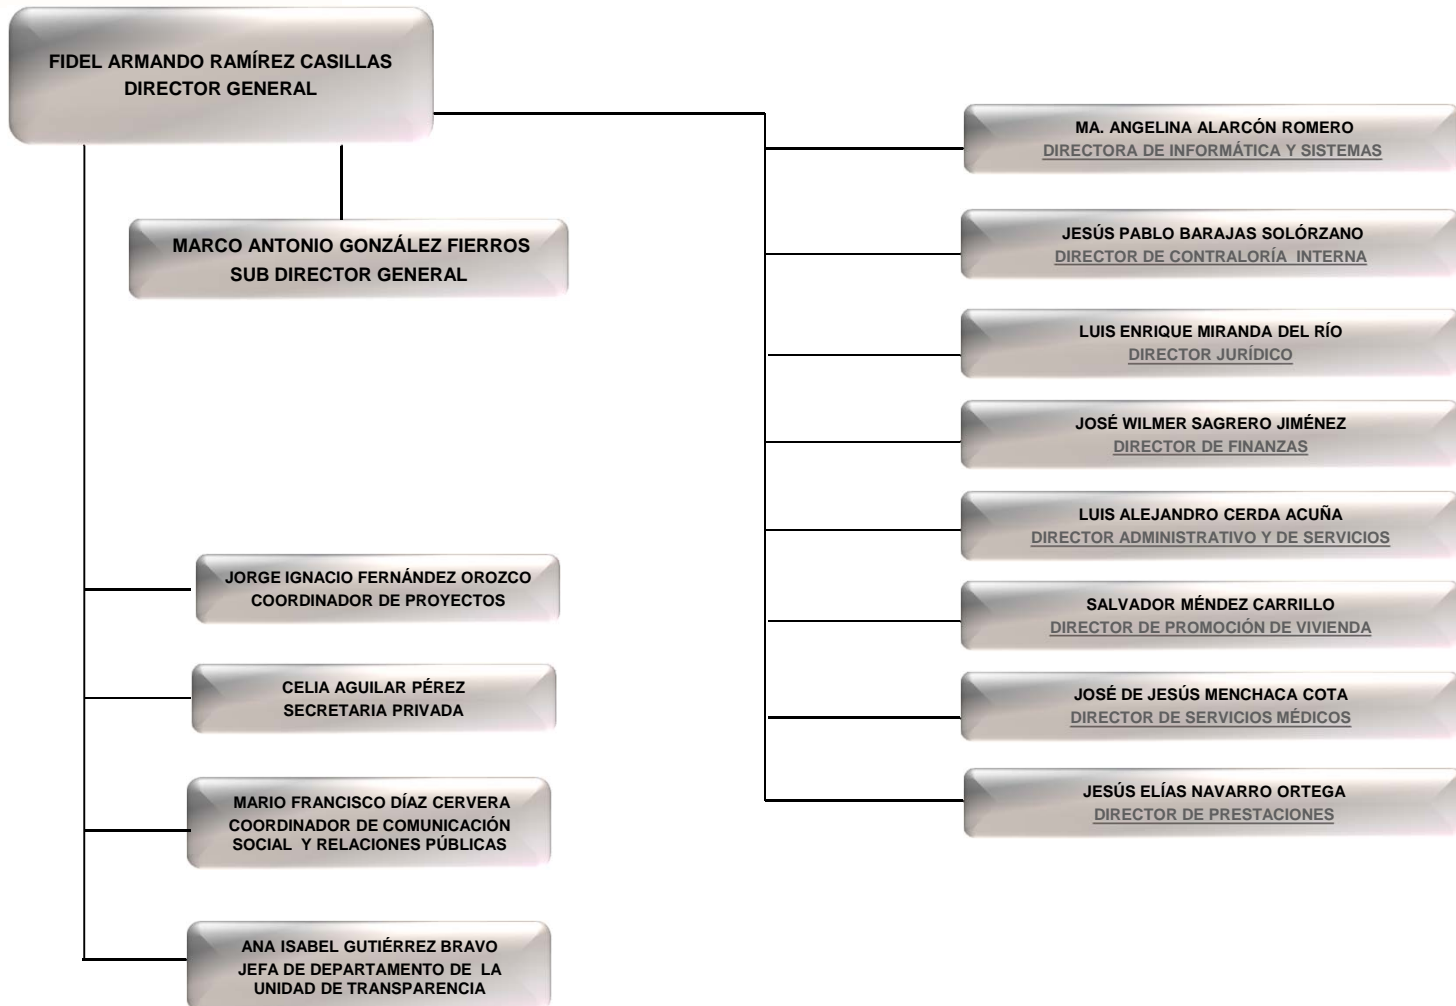 FIDEL ARMANDO RAMÍREZ CASILLAS
DIRECTOR GENERAL
MARCO ANTONIO GONZÁLEZ FIERROS
SUB DIRECTOR GENERAL
JORGE IGNACIO FERNÁNDEZ OROZCO
COORDINADOR DE PROYECTOS
CELIA AGUILAR PÉREZ
SECRETARIA PRIVADA
MARIO FRANCISCO DÍAZ CERVERA
COORDINADOR DE COMUNICACIÓN
SOCIAL Y RELACIONES PÚBLICAS
ANA ISABEL GUTIÉRREZ BRAVO
JEFA DE DEPARTAMENTO DE LA
UNIDAD DE TRANSPARENCIA
MA. ANGELINA ALARCÓN ROMERO
DIRECTORA DE INFORMÁTICA Y SISTEMAS
JESÚS PABLO BARAJAS SOLÓRZANO
DIRECTOR DE CONTRALORÍA INTERNA
LUIS ENRIQUE MIRANDA DEL RÍO
DIRECTOR JURÍDICO
JOSÉ WILMER SAGRERO JIMÉNEZ
DIRECTOR DE FINANZAS
LUIS ALEJANDRO CERDA ACUÑA
DIRECTOR ADMINISTRATIVO Y DE SERVICIOS
SALVADOR MÉNDEZ CARRILLO
DIRECTOR DE PROMOCIÓN DE VIVIENDA
JOSÉ DE JESÚS MENCHACA COTA
DIRECTOR DE SERVICIOS MÉDICOS
JESÚS ELÍAS NAVARRO ORTEGA
DIRECTOR DE PRESTACIONES